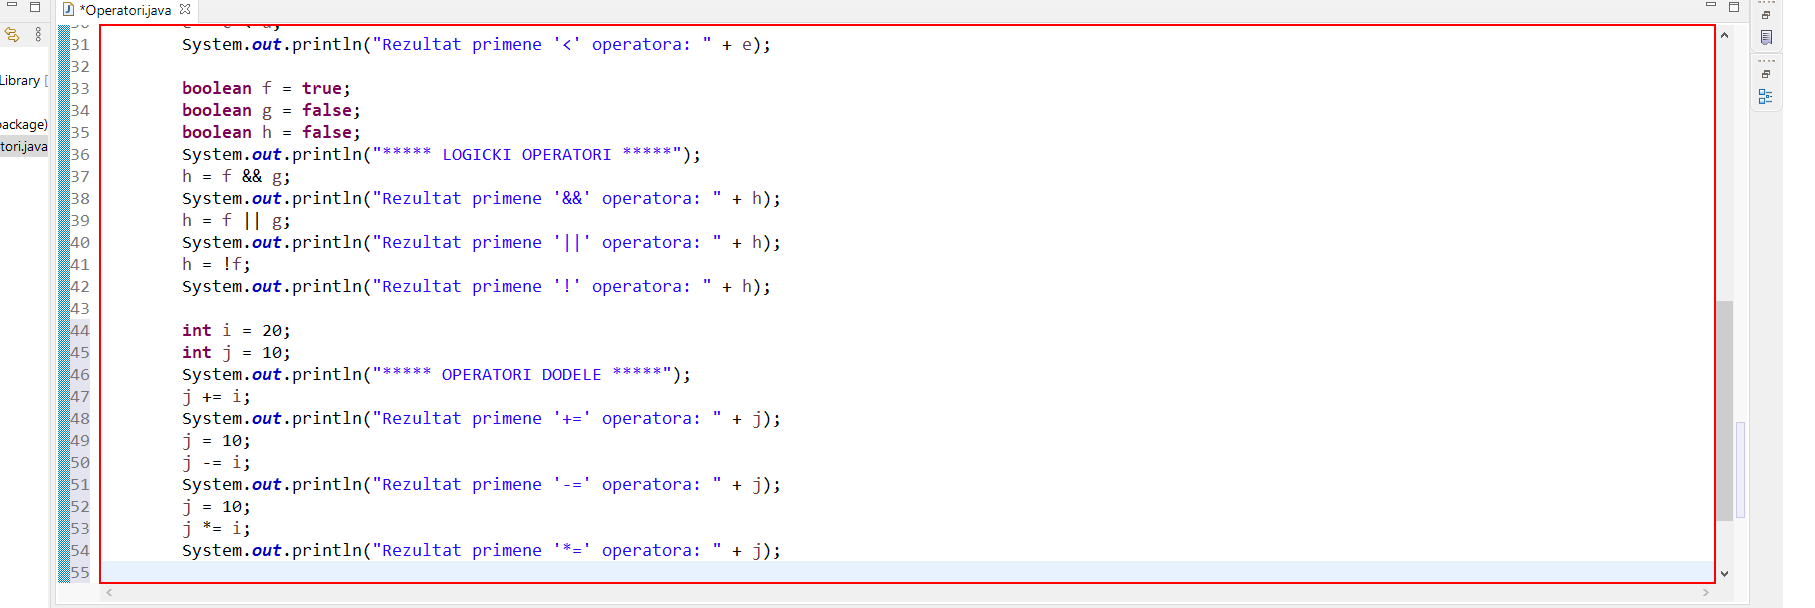 *Operatori.java
31 System.out.println("Rezultat primene '<' operatora: " + e);
32
33 boolean f = true;
34 boolean g = false;
35 boolean h = false;
36 System.out.println("***** LOGICKI OPERATORI *****");
37 h = f && g;
38 System.out.println("Rezultat primene '&&' operatora: " + h);
39 h = f || g;
40 System.out.println("Rezultat primene '||' operatora: " + h);
41 h = !f;
42 System.out.println("Rezultat primene '!' operatora: " + h);
43
44 int i = 20;
45 int j = 10;
46 System.out.println("***** OPERATORI DODELE *****");
47 j += i;
48 System.out.println("Rezultat primene '+=' operatora: " + j);
49 j = 10;
50 j -= i;
51 System.out.println("Rezultat primene '-=' operatora: " + j);
52 j = 10;
53 j *= i;
54 System.out.println("Rezultat primene '*=' operatora: " + j);
55
Library [
package)
tori.java